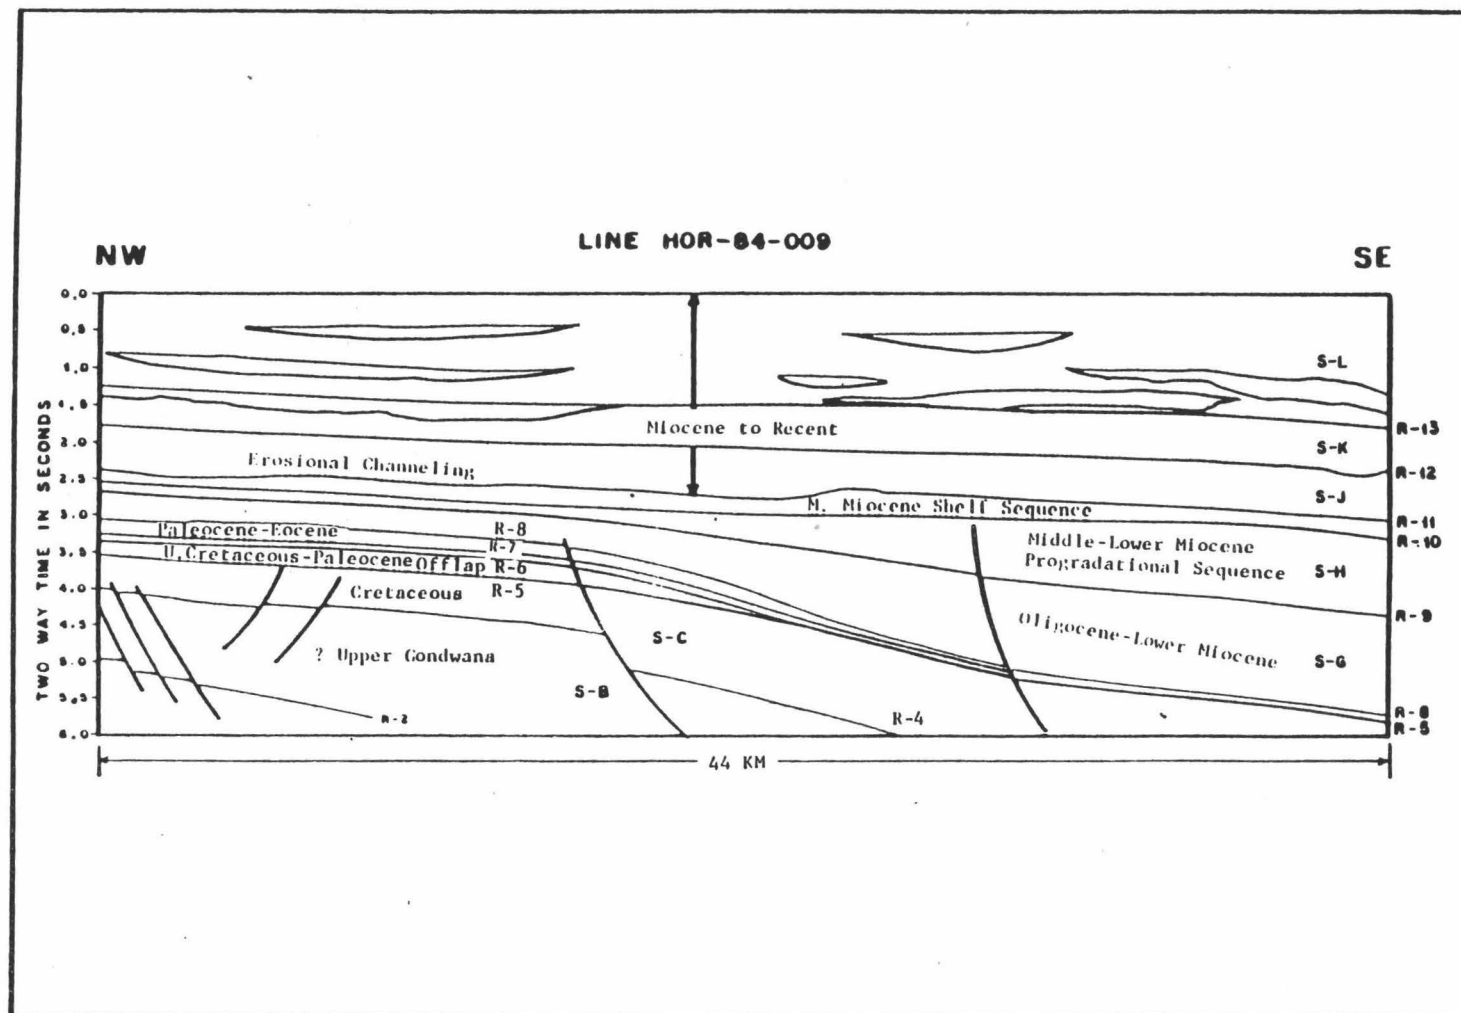 LINE HOR-84-009
NW
SE
TWO WAY TIME IN SECONDS
0.0
0.5
1.0
1.5
2.0
2.5
3.0
3.5
4.0
4.5
5.0
5.5
6.0
S-L
Miocene to Recent
R-13
S-K
Erosional Channeling
R-12
S-J
M. Miocene Shelf Sequence
R-11
R-10
Paleocene-Eocene
R-8
R-7
Middle-Lower Miocene
Progradational Sequence
S-H
U.Cretaceous-Paleocene Offlap
R-6
Cretaceous
R-5
R-9
Oligocene-Lower Miocene
S-G
S-C
? Upper Gondwana
S-B
R-2
R-4
R-8
R-5
44 KM